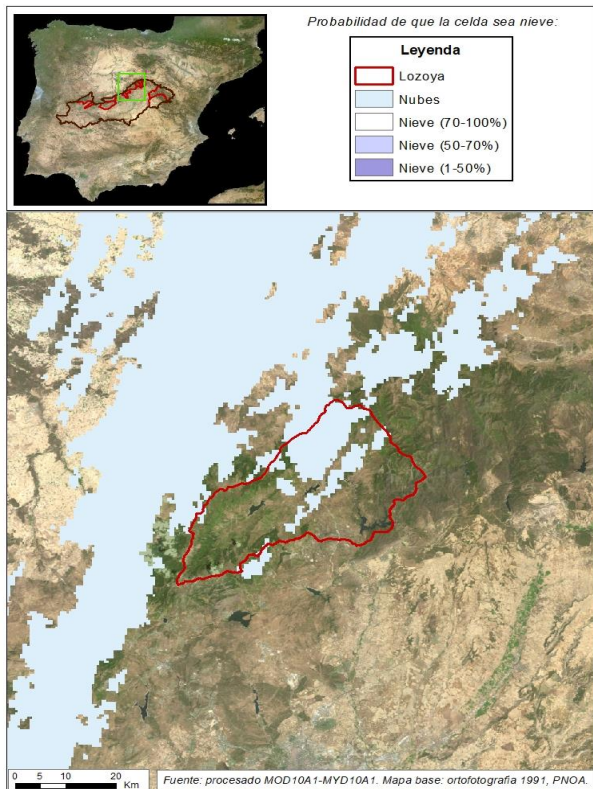 Probabilidad de que la celda sea nieve:
Leyenda
Lozoya
Nubes
Nieve (70-100%)
Nieve (50-70%)
Nieve (1-50%)
0 5 10 20
Km
Fuente: procesado MOD10A1-MYD10A1. Mapa base: ortofotografia 1991, PNOA.